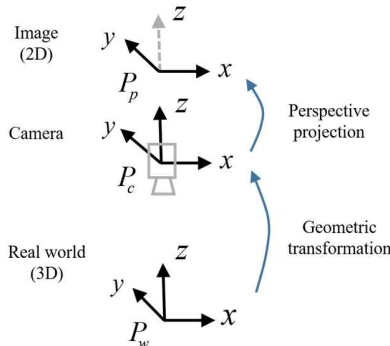 Image
(2D)
z
y
x
P_p
Perspective
projection
Camera
z
y
x
P_c
Geometric
transformation
Real world
(3D)
z
y
x
P_w